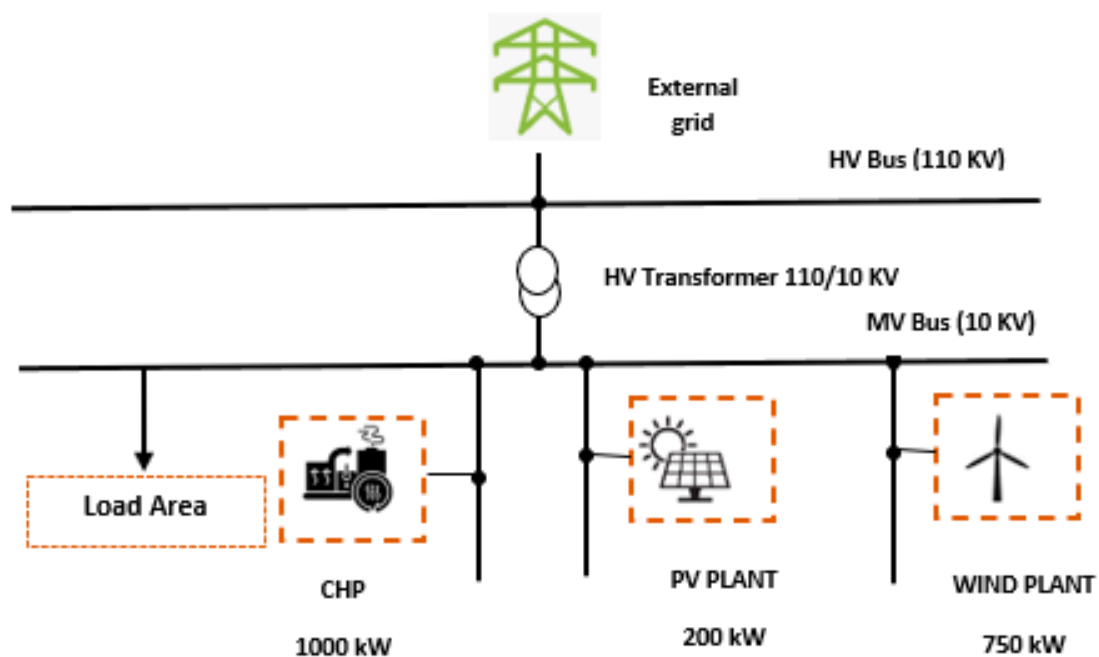 External
grid
HV Bus (110 KV)
HV Transformer 110/10 KV
MV Bus (10 KV)
Load Area
CHP
1000 kW
PV PLANT
200 kW
WIND PLANT
750 kW